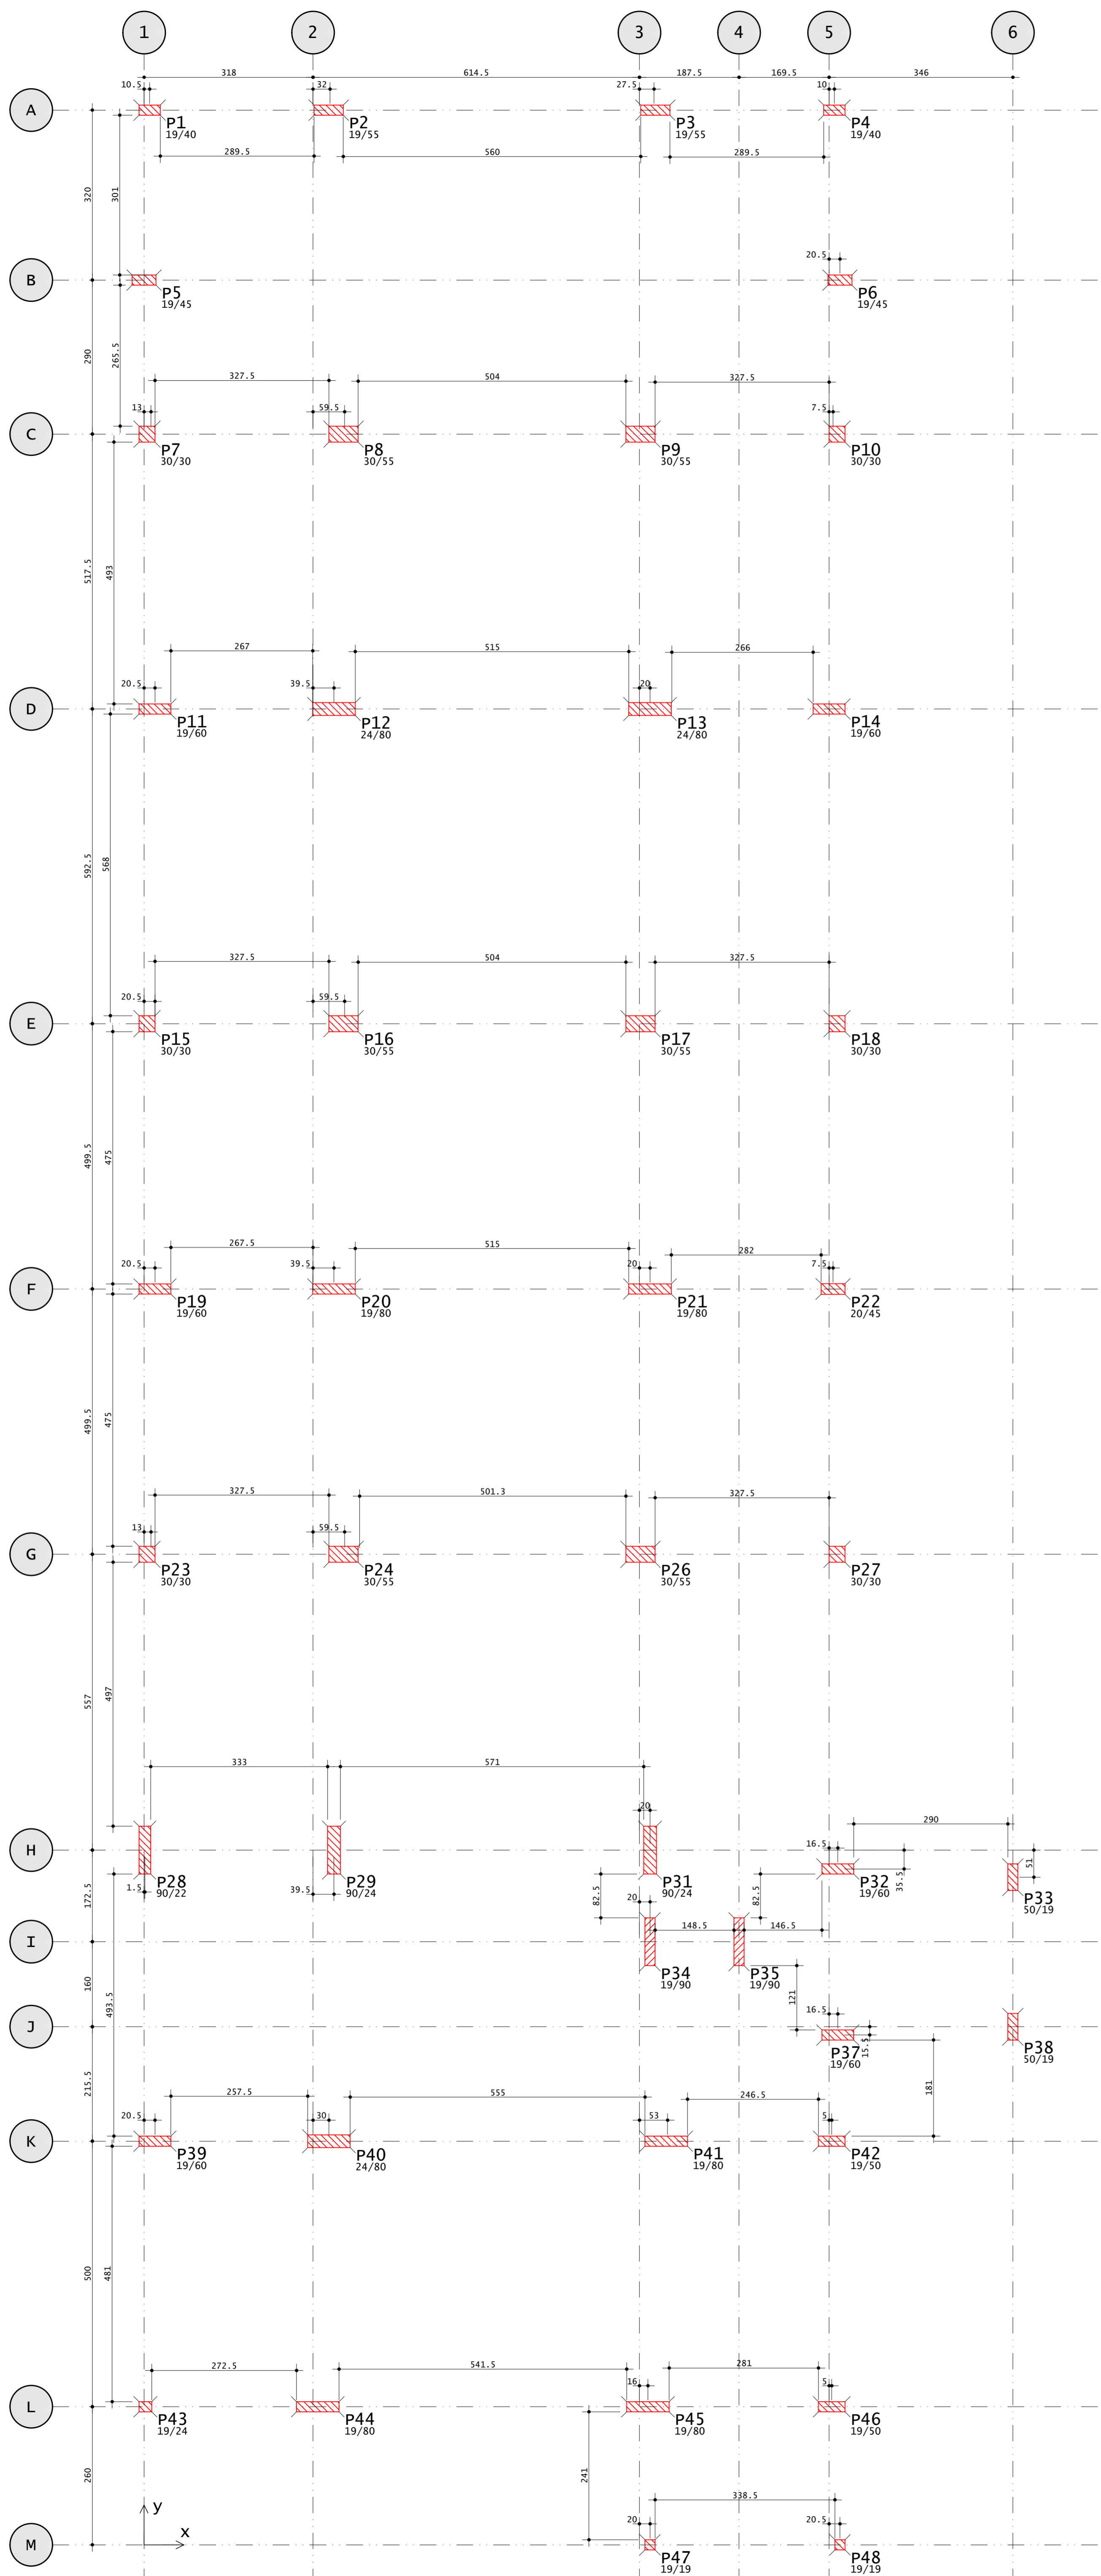 1 2 3 4 5 6
318 614.5 187.5 169.5 346
10.5 32 27.5 10
A
P1 P2 P3 P4
19/40 19/55 19/55 19/40
289.5 560 289.5
320 301
20.5
B
P5 P6
19/45 19/45
290 265.5
327.5 504 327.5
13 59.5 7.5
C
P7 P8 P9 P10
30/30 30/55 30/55 30/30
517.5 493
267 515 266
20.5 39.5 20
D
P11 P12 P13 P14
19/60 24/80 24/80 19/60
592.5 568
327.5 504 327.5
20.5 59.5
E
P15 P16 P17 P18
30/30 30/55 30/55 30/30
499.5 475
267.5 515 282
20.5 39.5 20 7.5
F
P19 P20 P21 P22
19/60 19/80 19/80 20/45
499.5 475
327.5 501.3 327.5
13 59.5
G
P23 P24 P26 P27
30/30 30/55 30/55 30/30
557 497
333 571
20 290
16.5
H
51
35.5
P28 P29 P31 P32
90/22 90/24 90/24 19/60
1.5 39.5
P33
50/19
172.5 82.5 20 82.5
148.5 146.5
I
P34 P35
19/90 19/90
160 493.5 121
16.5
J
15.5
P37 P38
19/60 50/19
215.5 181
257.5 555 246.5
20.5 30 53 5
K
P39 P40 P41 P42
19/60 24/80 19/80 19/50
500 481
272.5 541.5 281
16 5
L
P43 P44 P45 P46
19/24 19/80 19/80 19/50
260 241
338.5
y
20 20.5
x
M
P47 P48
19/19 19/19